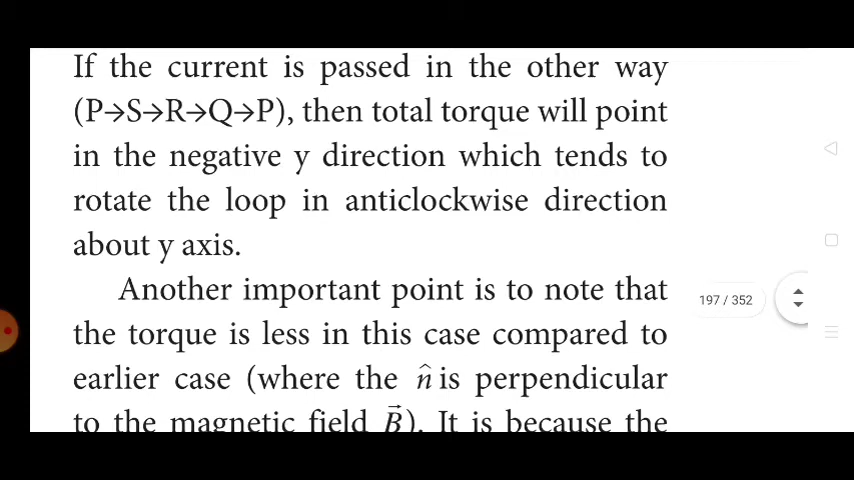 If the current is passed in the other way
(P→S→R→Q→P), then total torque will point
in the negative y direction which tends to
rotate the loop in anticlockwise direction
about y axis.
Another important point is to note that
the torque is less in this case compared to
earlier case (where the n̂ is perpendicular
to the magnetic field B⃗). It is because the
197 / 352